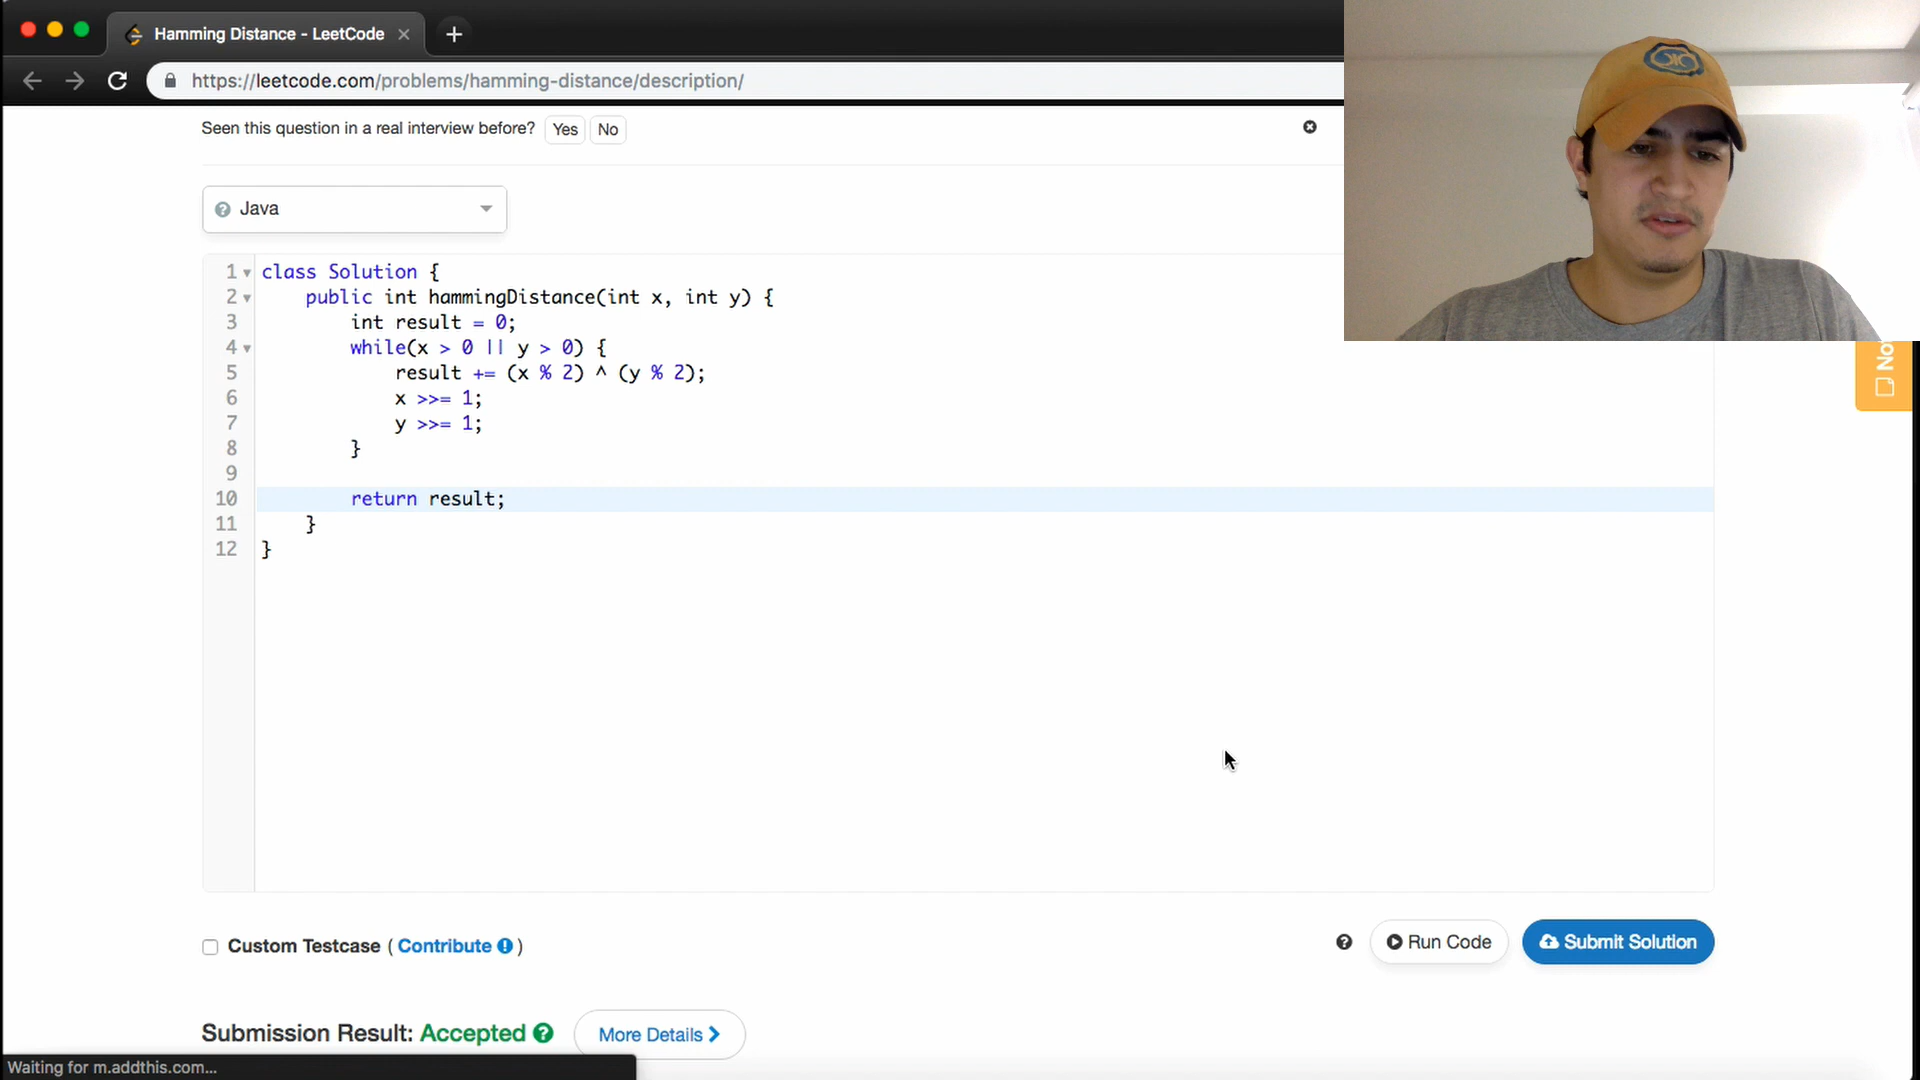 Hamming Distance - LeetCode
https://leetcode.com/problems/hamming-distance/description/
Seen this question in a real interview before? Yes No
Java
1 class Solution {
2 public int hammingDistance(int x, int y) {
3 int result = 0;
4 while(x > 0 || y > 0) {
5 result += (x % 2) ^ (y % 2);
6 x >>= 1;
7 y >>= 1;
8 }
9
10 return result;
11 }
12 }
Custom Testcase ( Contribute )
Run Code
Submit Solution
Submission Result: Accepted
More Details
Waiting for m.addthis.com...